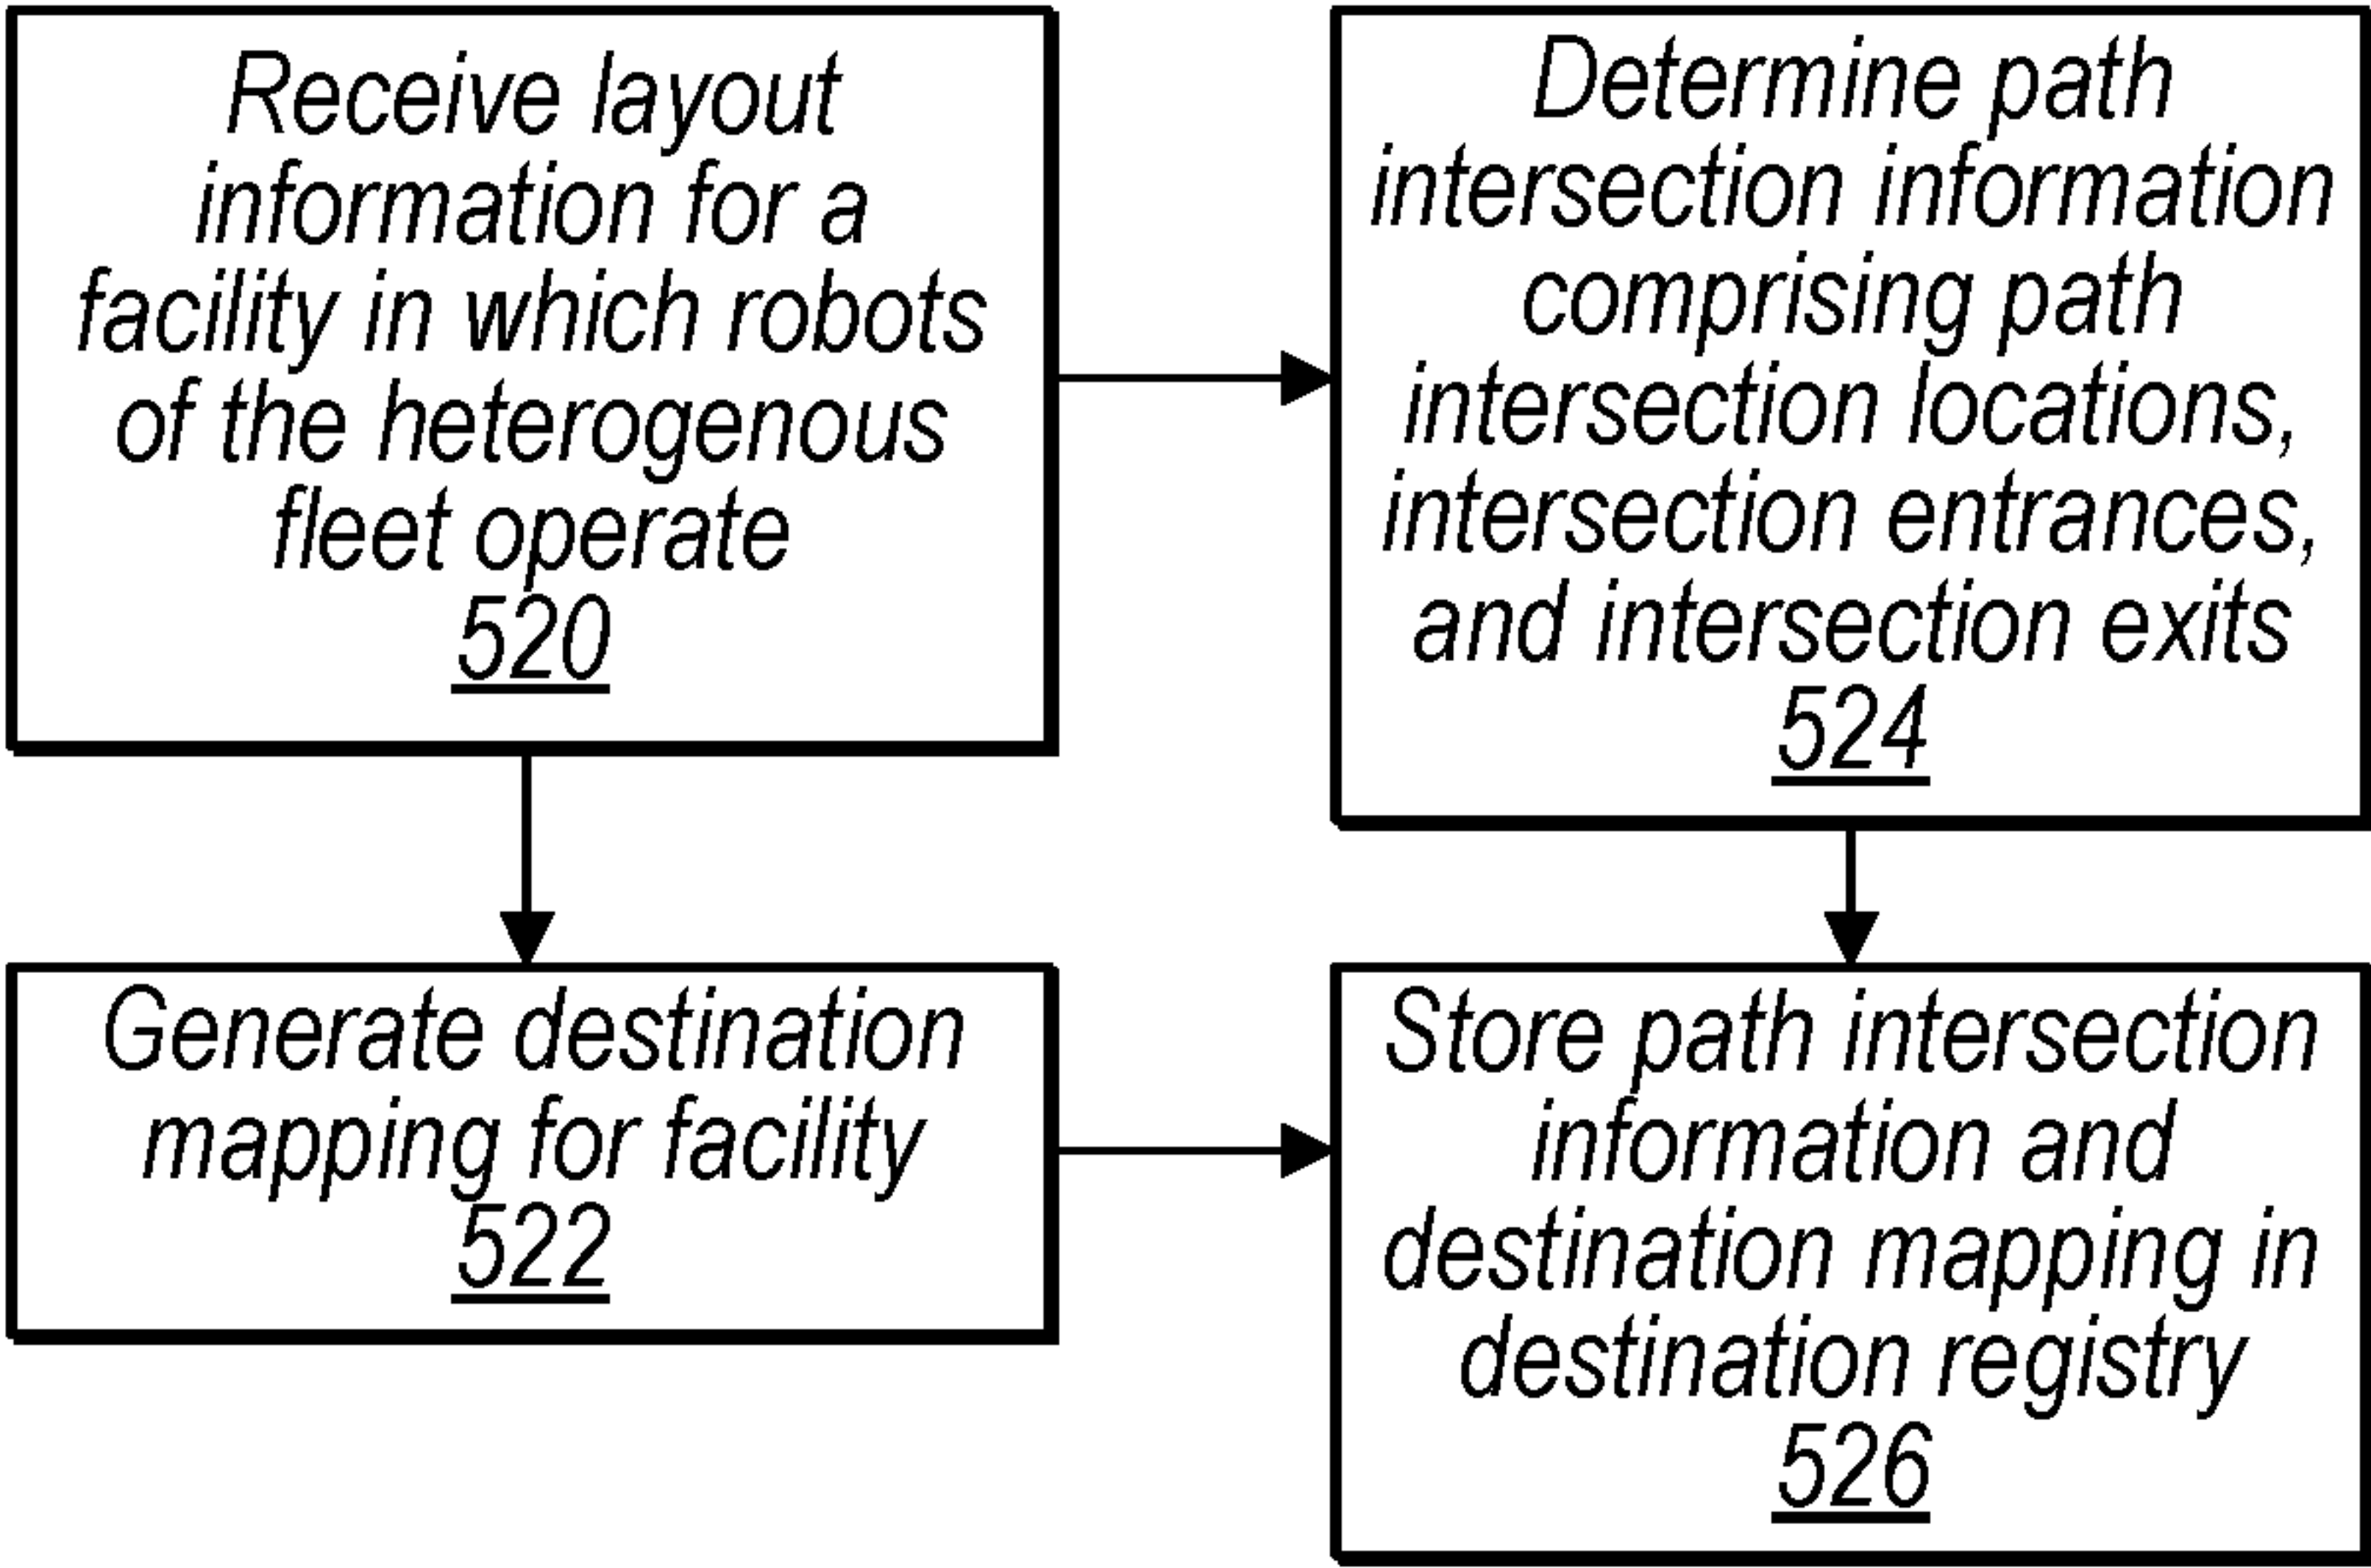 Receive layout
information for a
facility in which robots
of the heterogenous
fleet operate
520
Determine path
intersection information
comprising path
intersection locations,
intersection entrances,
and intersection exits
524
Generate destination
mapping for facility
522
Store path intersection
information and
destination mapping in
destination registry
526